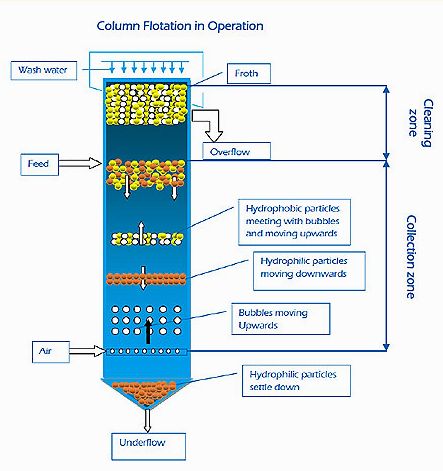 Column Flotation in Operation
Wash water
Froth
Overflow
Cleaning
zone
Feed
Hydrophobic particles
meeting with bubbles
and moving upwards
Collection zone
Hydrophilic particles
moving downwards
Bubbles moving
Upwards
Air
Hydrophilic particles
settle down
Underflow